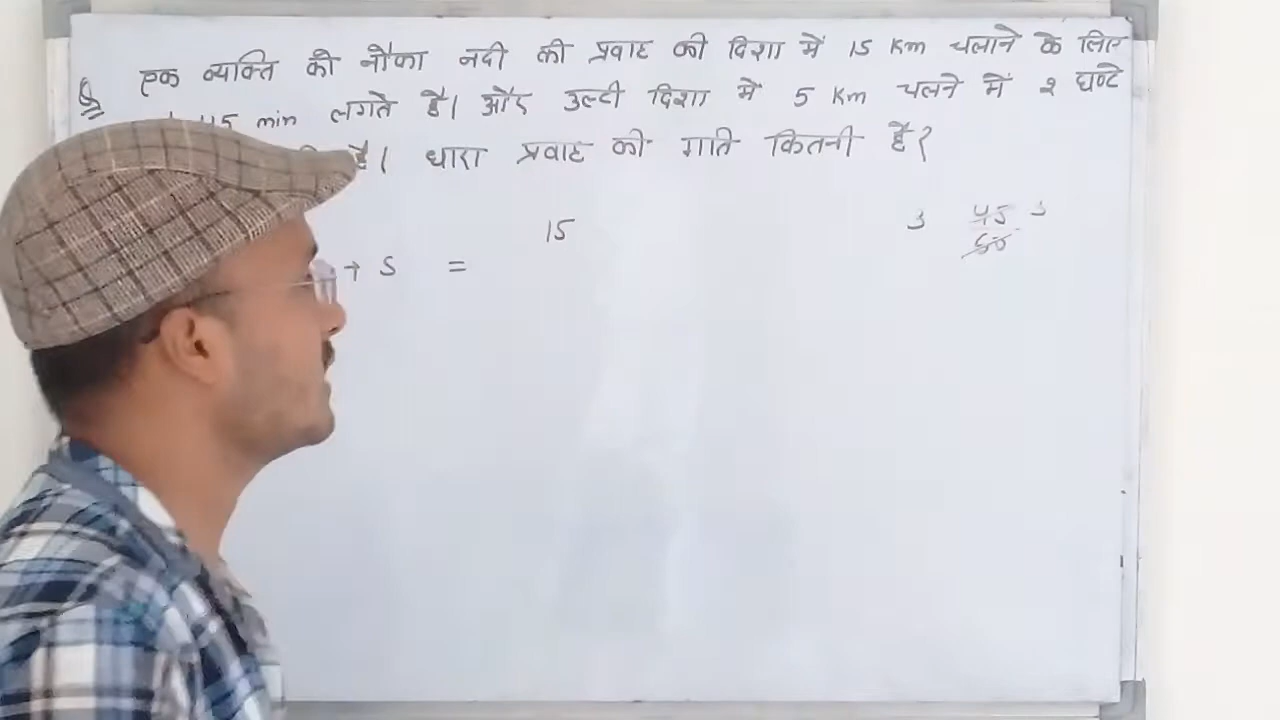 Q एक व्यक्ति को नौका नदी की प्रवाह की दिशा में 15 Km चलाने के लिए
45 min लगते है। और उल्टी दिशा में 5 Km चलने में 2 घण्टे
है। धारा प्रवाह की गति कितनी है?
15 3 45 3
+ S = 60